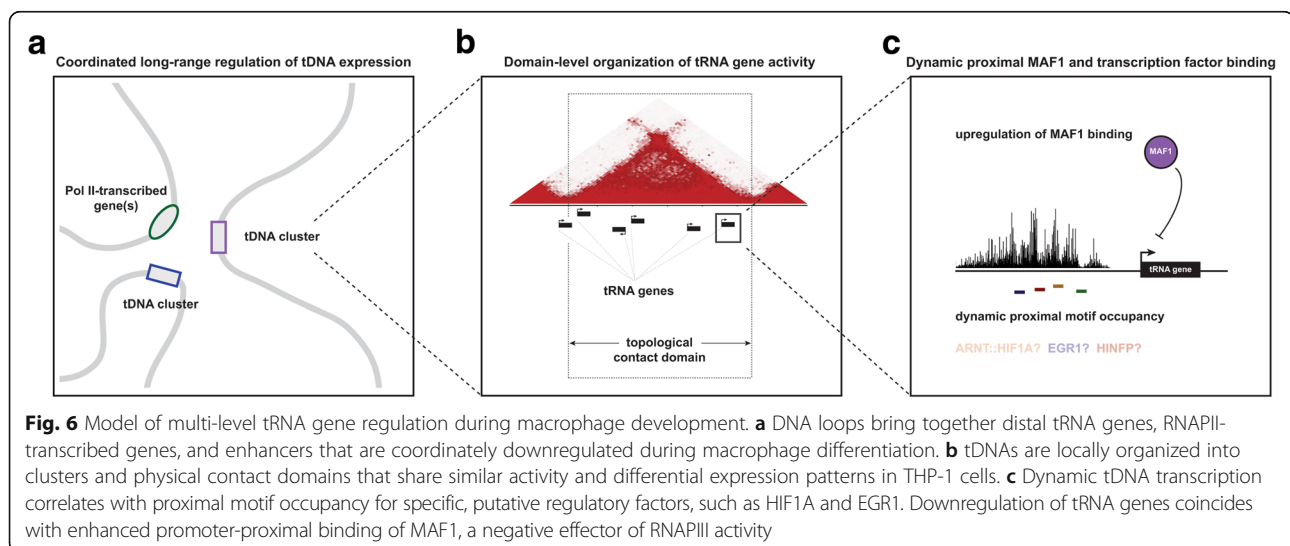 a
Coordinated long-range regulation of tDNA expression
Pol II-transcribed
gene(s)
tDNA cluster
tDNA cluster
b
Domain-level organization of tRNA gene activity
tRNA genes
topological
contact domain
c
Dynamic proximal MAF1 and transcription factor binding
upregulation of MAF1 binding
MAF1
tRNA gene
dynamic proximal motif occupancy
ARNT::HIF1A? EGR1? HINFP?
Fig. 6 Model of multi-level tRNA gene regulation during macrophage development. a DNA loops bring together distal tRNA genes, RNAPII-
transcribed genes, and enhancers that are coordinately downregulated during macrophage differentiation. b tDNAs are locally organized into
clusters and physical contact domains that share similar activity and differential expression patterns in THP-1 cells. c Dynamic tDNA transcription
correlates with proximal motif occupancy for specific, putative regulatory factors, such as HIF1A and EGR1. Downregulation of tRNA genes coincides
with enhanced promoter-proximal binding of MAF1, a negative effector of RNAPIII activity